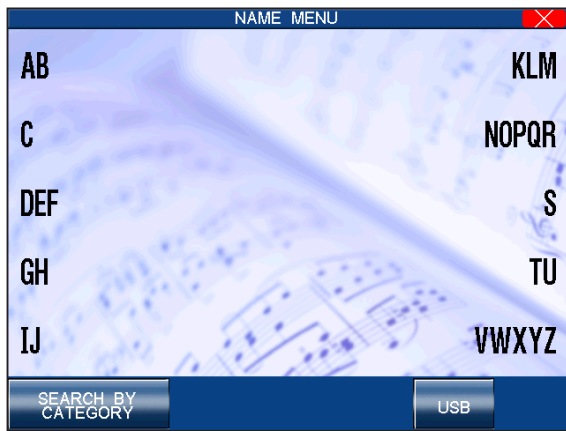 NAME MENU
AB
KLM
C
NOPQR
DEF
S
GH
TU
IJ
VWXYZ
SEARCH BY
CATEGORY
USB